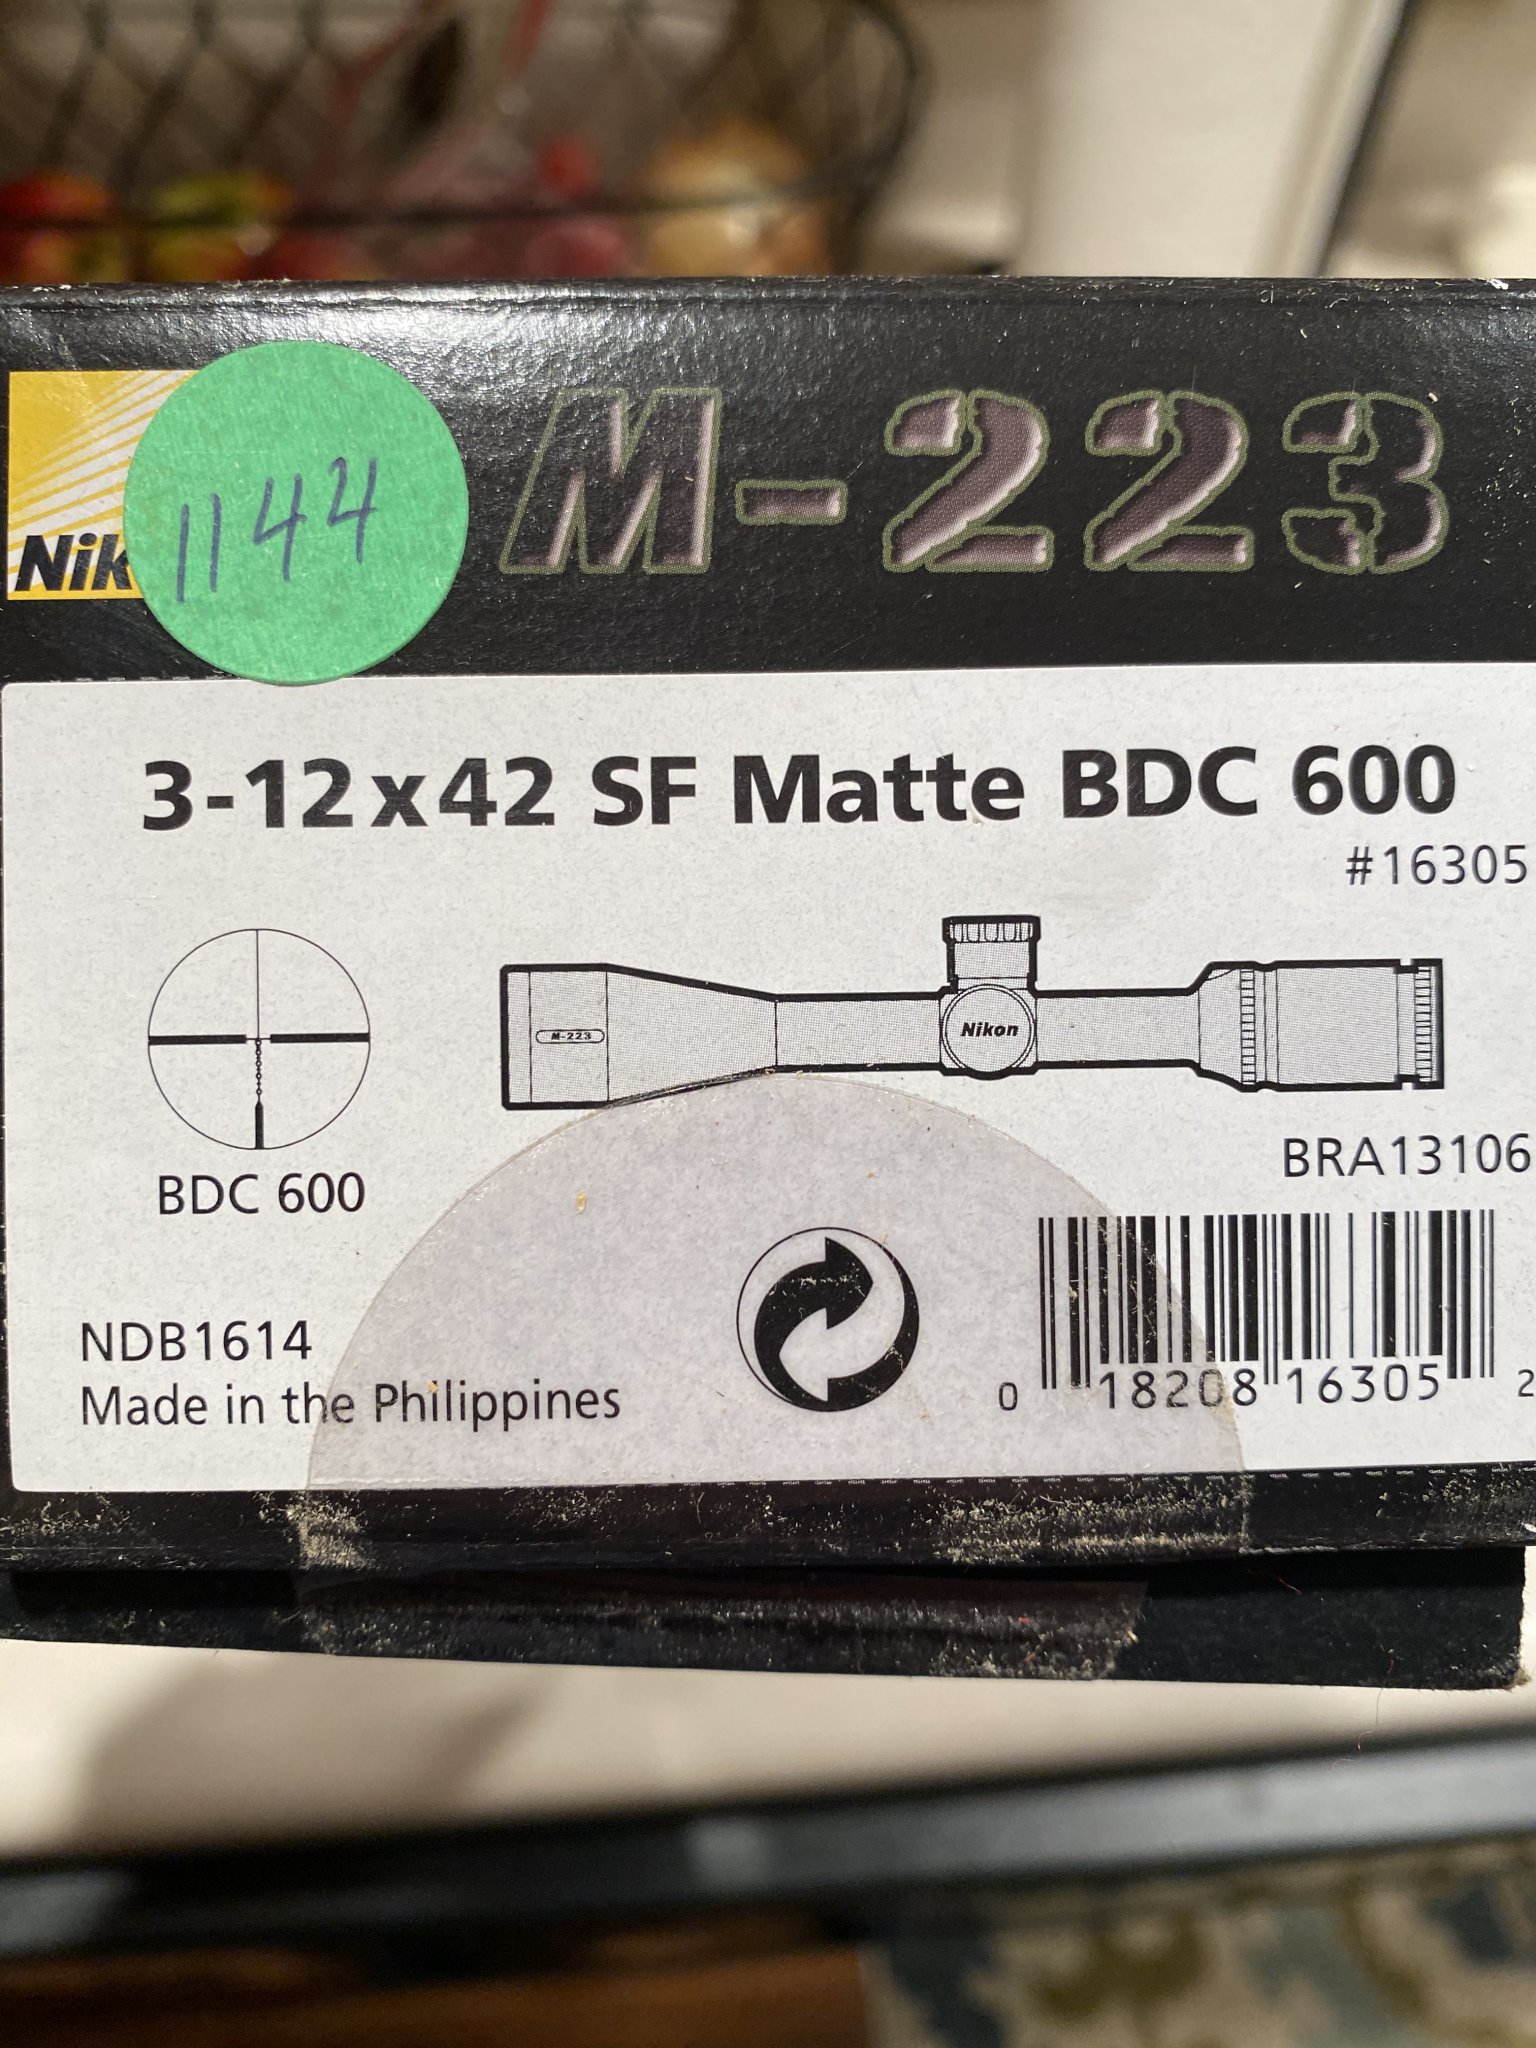 Nik
1144
M-223
3-12x42 SF Matte BDC 600
#16305
M-223
Nikon
BDC 600
BRA13106
NDB1614
Made in the Philippines
0 18208 16305 2